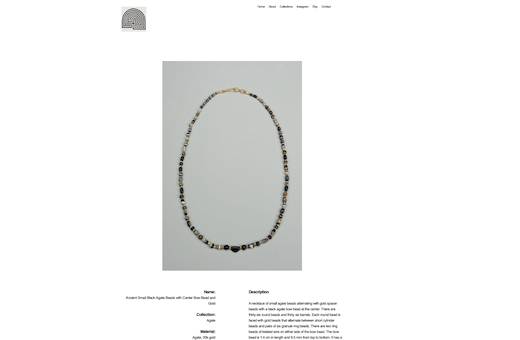 Home About Collections Instagram Etsy Contact
Name:
Ancient Small Black Agate Beads with Center Bow Bead and
Gold
Collection:
Agate
Material:
Agate, 20k gold
Description
A necklace of small agate beads alternating with gold spacer
beads with a black agate bow bead at the center. There are
thirty-six round beads and thirty-six barrels. Each round bead is
faced with gold beads that alternate between short cylinder
beads and pairs of six granule ring beads. There are two ring
beads of twisted wire on either side of the bow bead. The bow
bead is 1.4 cm in length and 9.5 mm from top to bottom. It has a